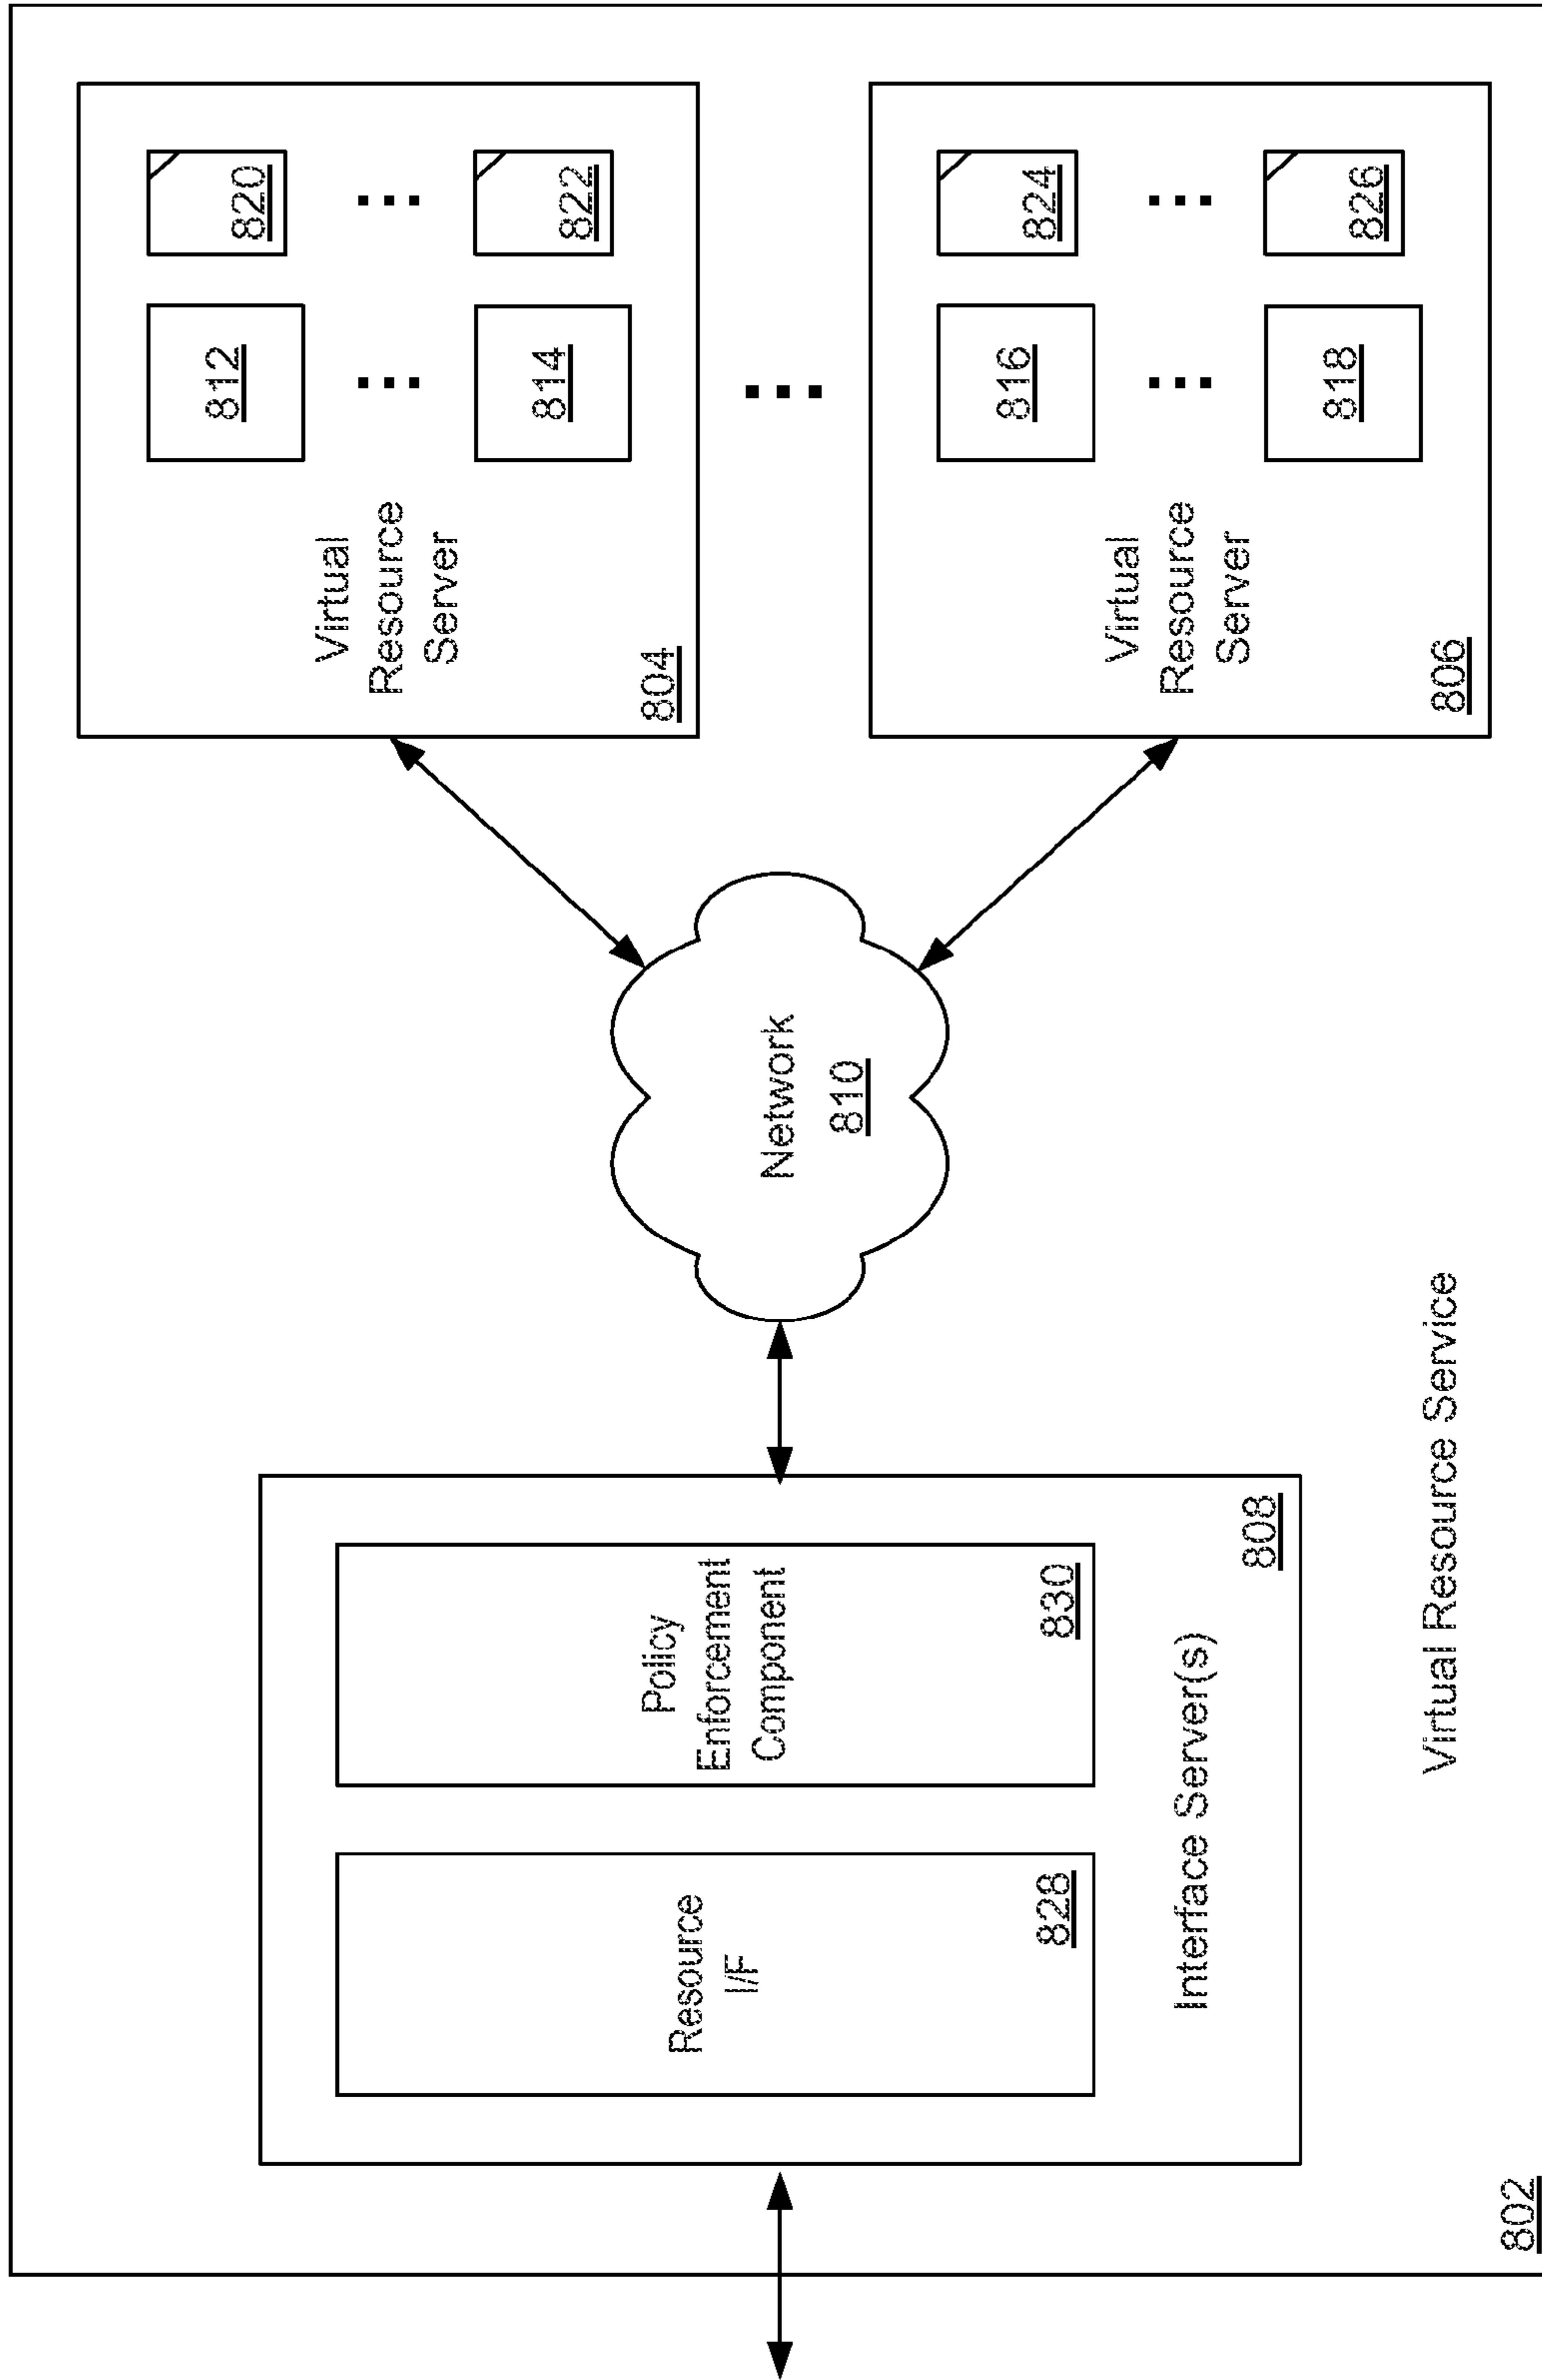 Resource
I/F
828
Policy
Enforcement
Component
830
Interface Server(s)
808
Network
810
Virtual
Resource
Server
804
812
...
814
820
...
822
...
Virtual
Resource
Server
806
816
...
818
824
...
826
Virtual Resource Service
802